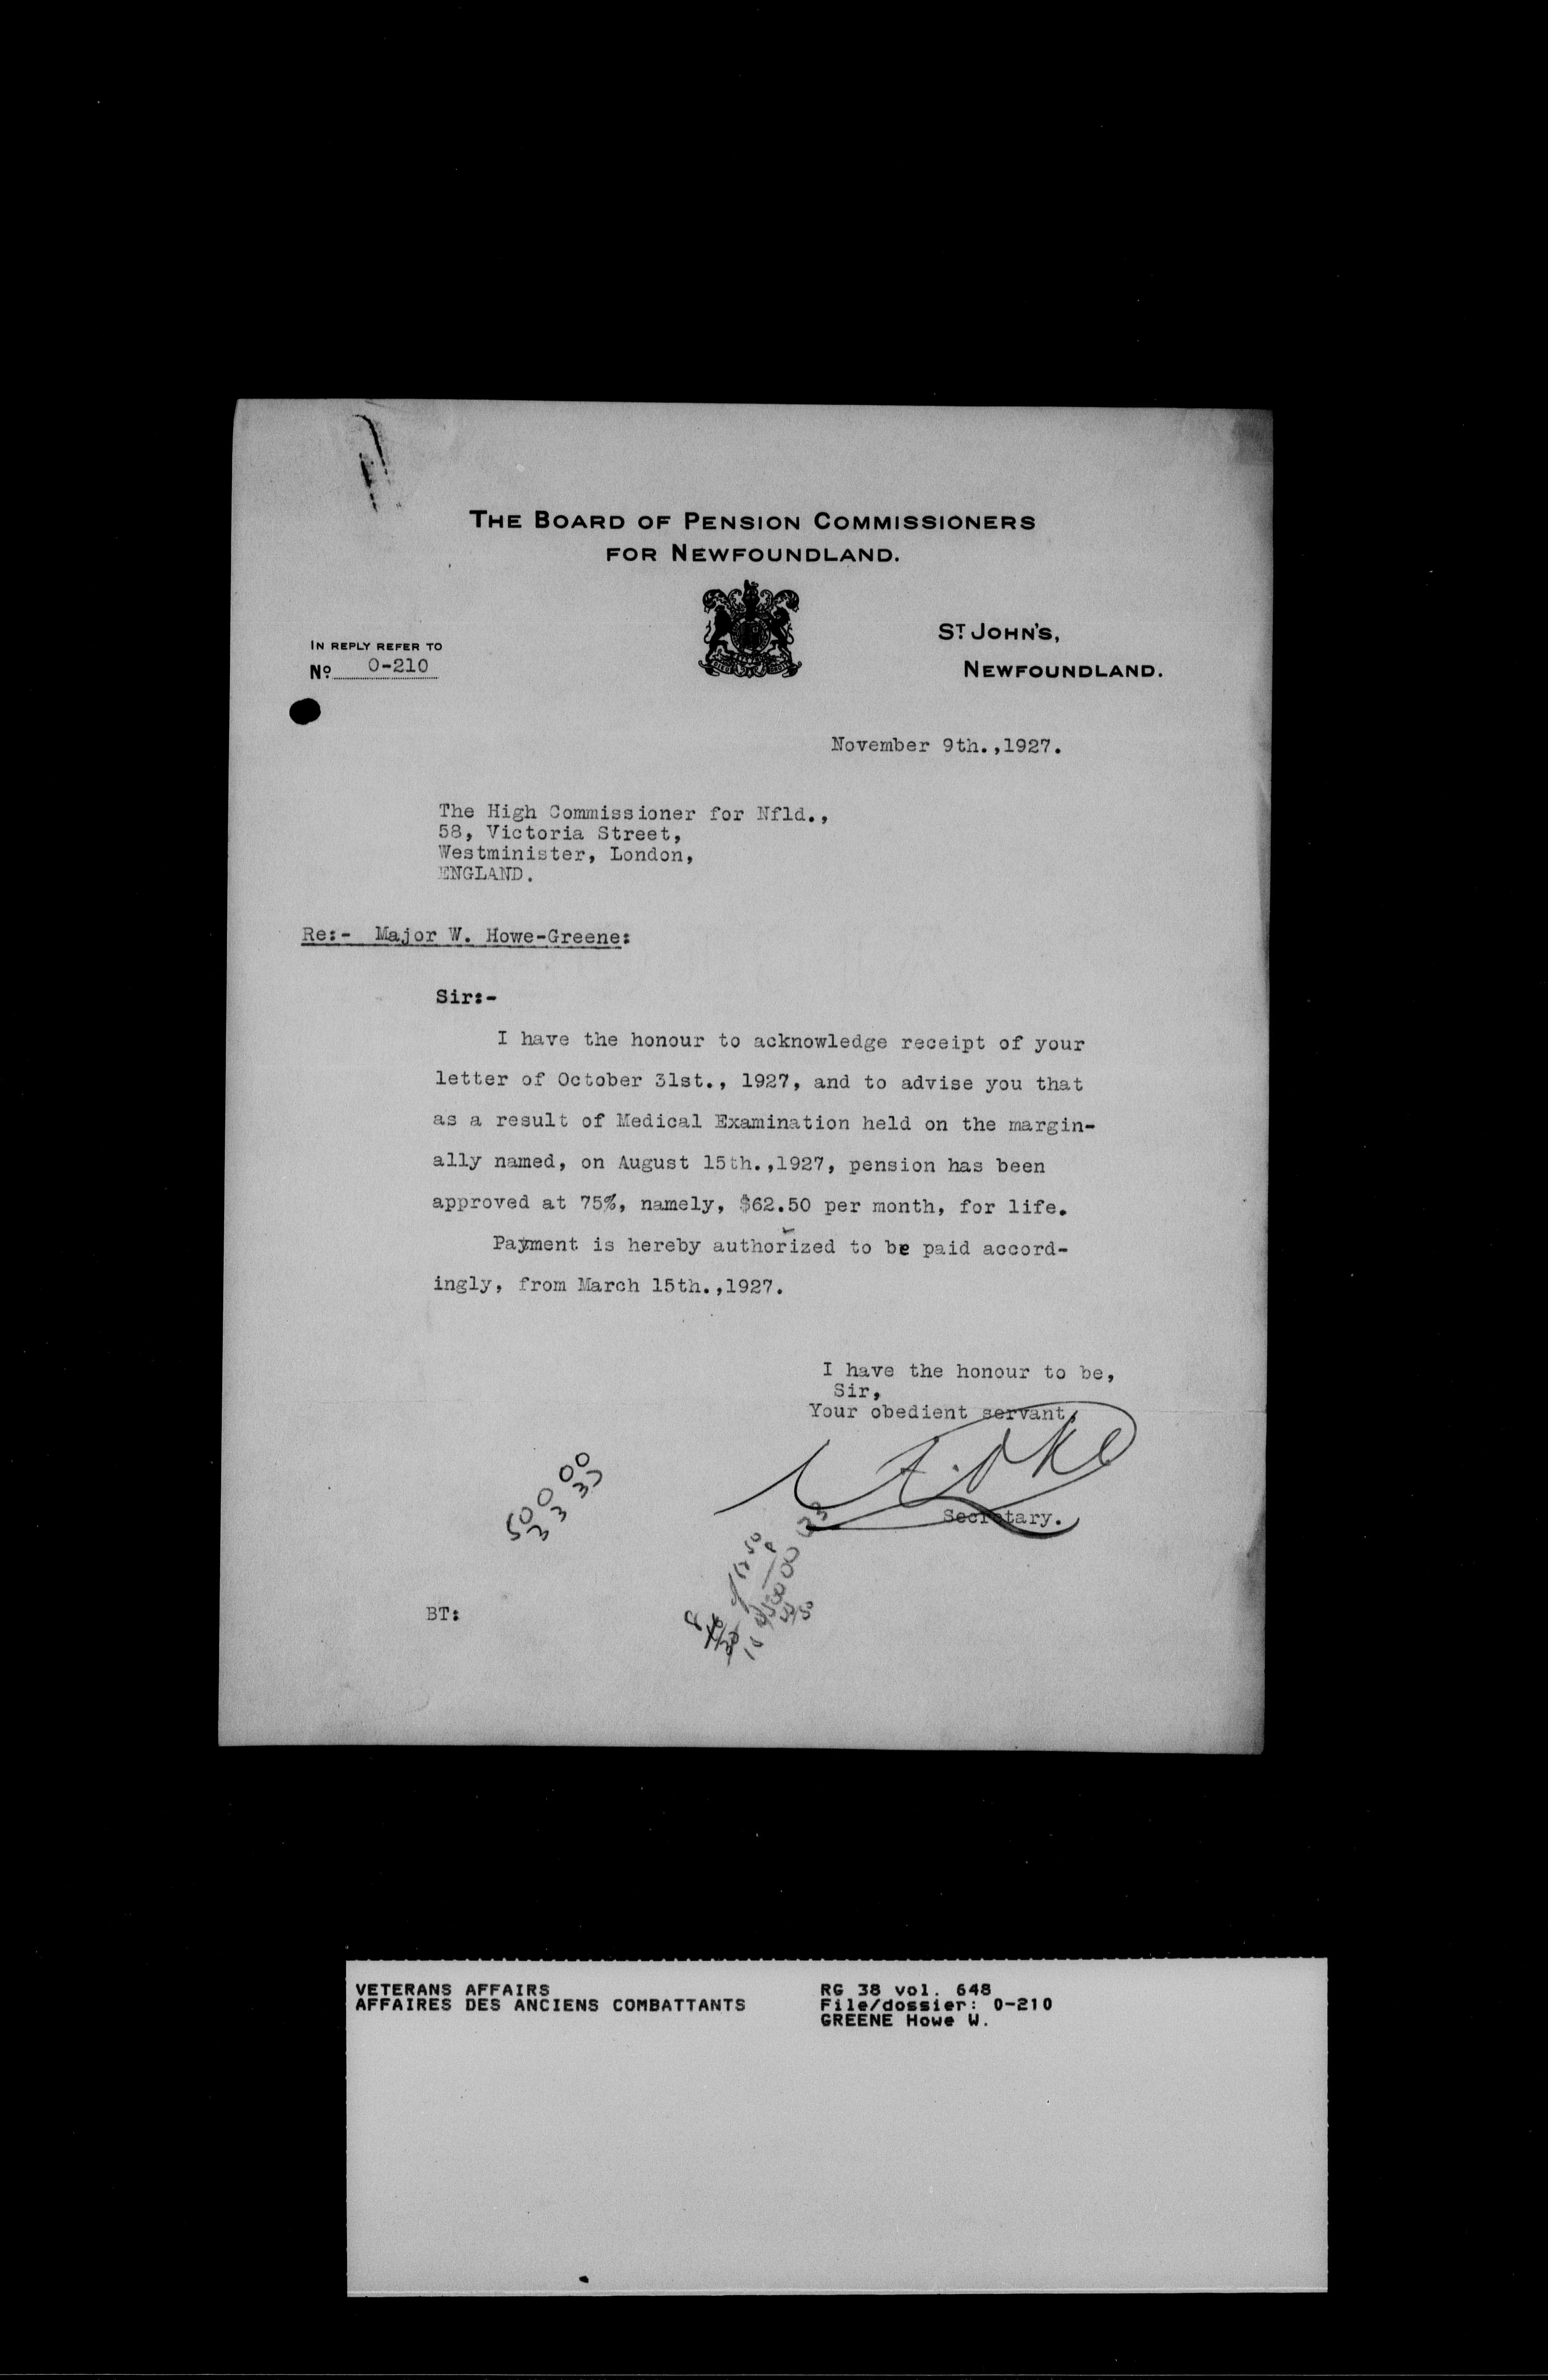 THE BOARD OF PENSION COMMISSIONERS
FOR NEWFOUNDLAND.
IN REPLY REFER TO
No. O-210
ST. JOHN'S,
NEWFOUNDLAND.
November 9th.,1927.
The High Commissioner for Nfld.,
58, Victoria Street,
Westminister, London,
ENGLAND.
Re:- Major W. Howe-Greene:
Sir:-
I have the honour to acknowledge receipt of your
letter of October 31st., 1927, and to advise you that
as a result of Medical Examination held on the margin-
ally named, on August 15th.,1927, pension has been
approved at 75%, namely, $62.50 per month, for life.
Payment is hereby authorized to be paid accord-
ingly, from March 15th.,1927.
I have the honour to be,
Sir,
Your obedient servant,
Secretary.
50 0 00
3 3 33
BT:
VETERANS AFFAIRS
AFFAIRES DES ANCIENS COMBATTANTS
RG 38 vol. 648
File/dossier: 0-210
GREENE Howe W.